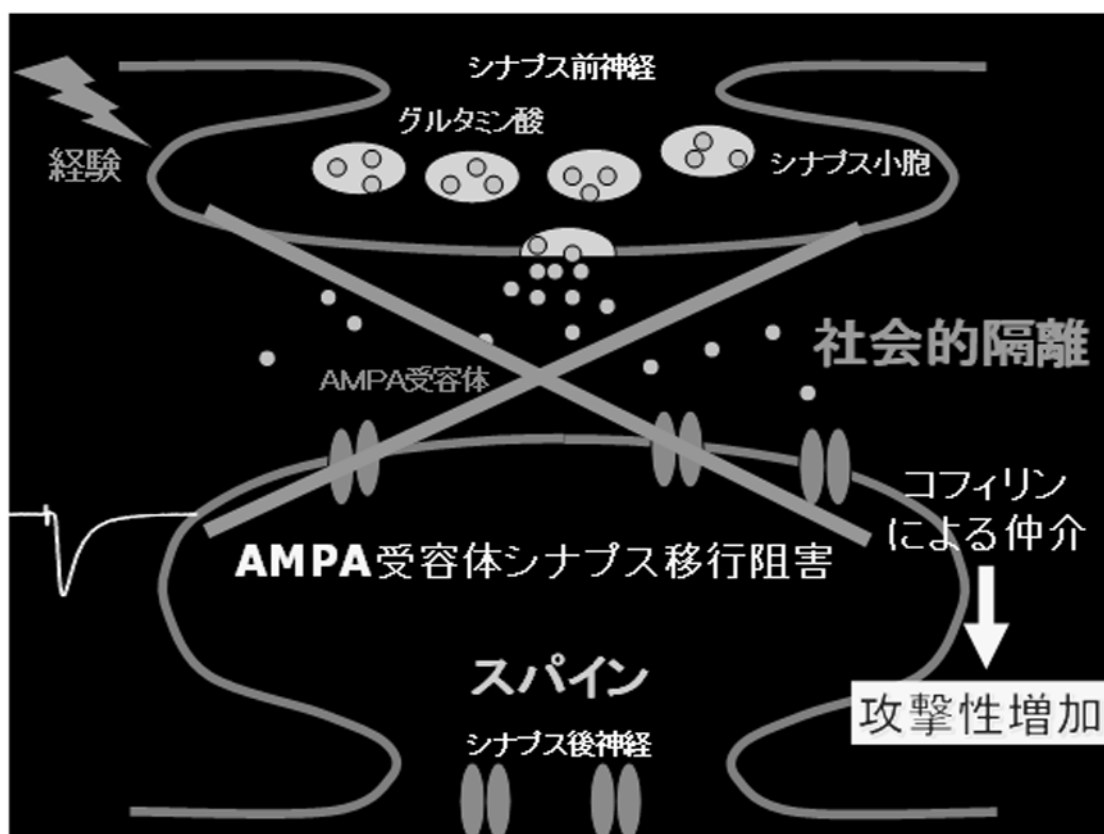 シナプス前神経
グルタミン酸
経験
シナプス小胞
社会的隔離
AMPA受容体
コフィリン
による仲介
AMPA受容体シナプス移行阻害
スパイン
攻撃性増加
シナプス後神経